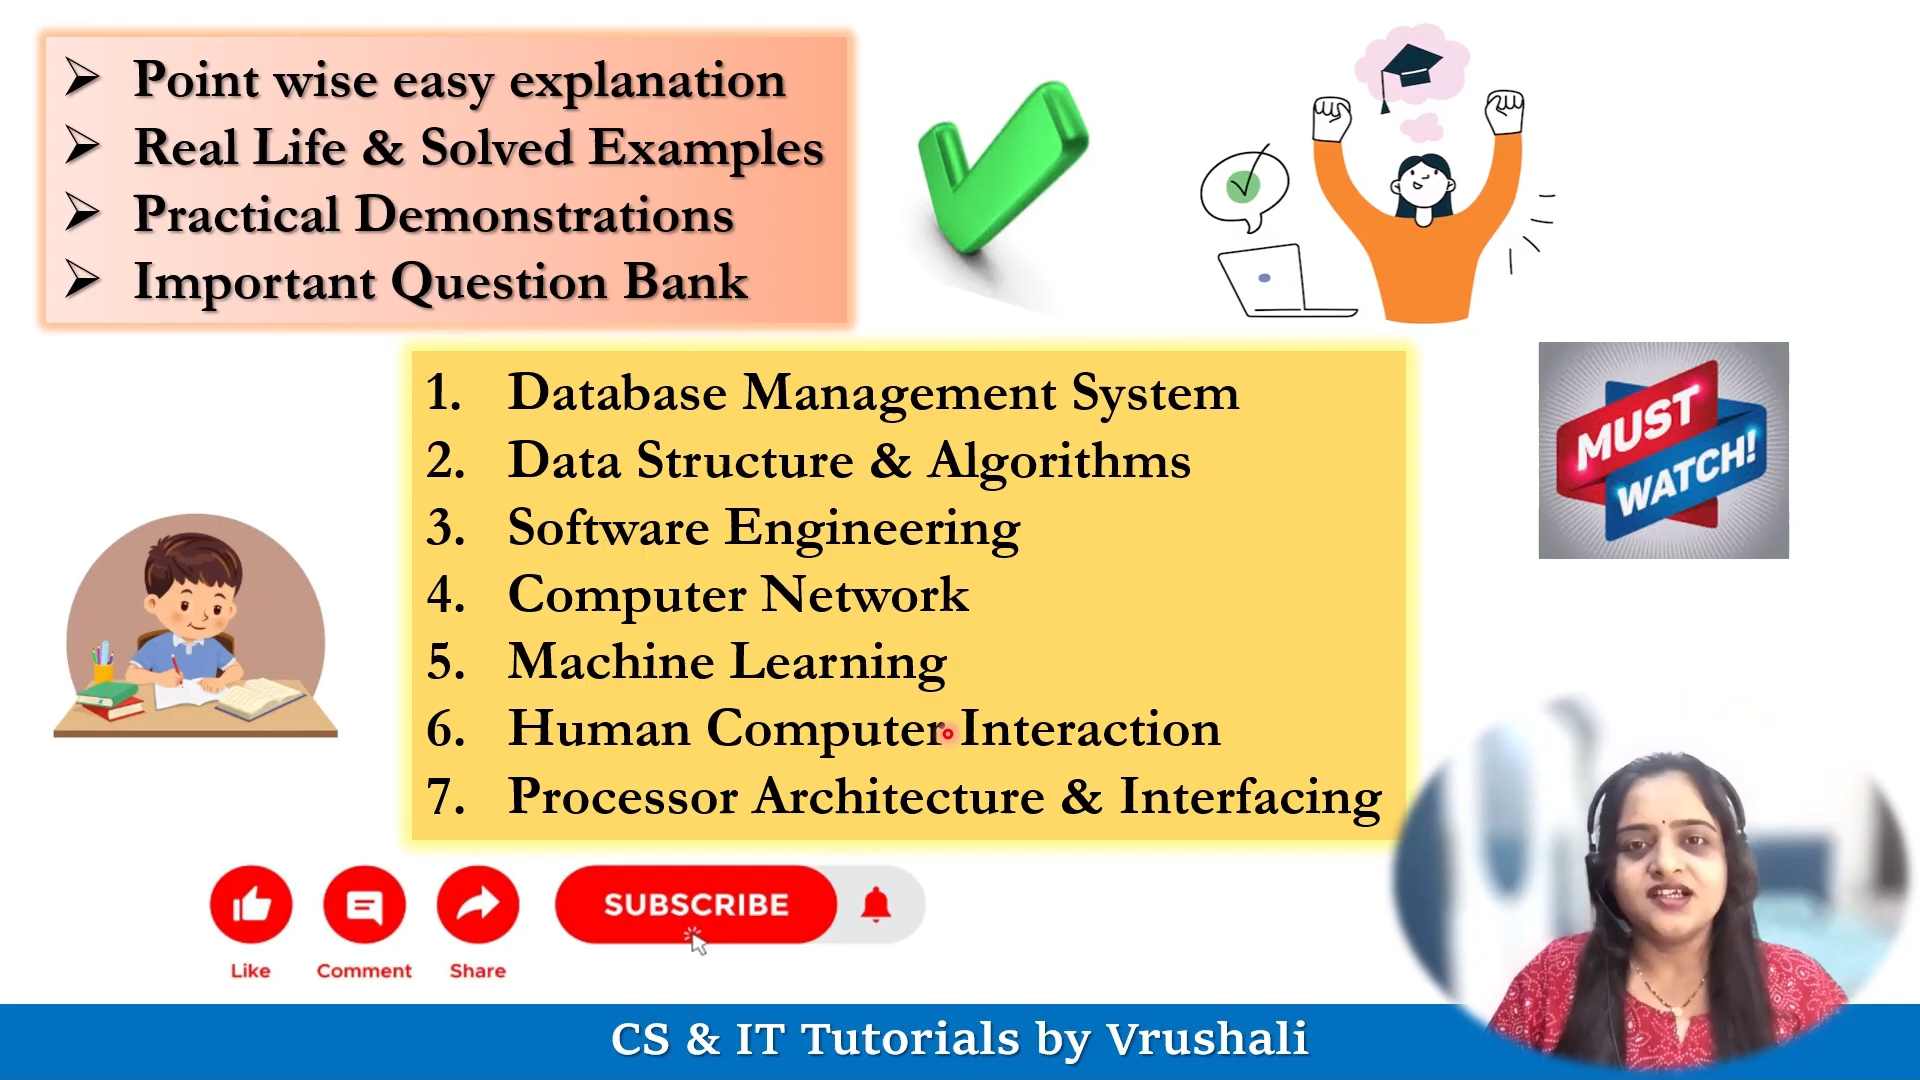 Point wise easy explanation
Real Life & Solved Examples
Practical Demonstrations
Important Question Bank
1. Database Management System
2. Data Structure & Algorithms
3. Software Engineering
4. Computer Network
5. Machine Learning
6. Human Computer Interaction
7. Processor Architecture & Interfacing
MUST
WATCH!
SUBSCRIBE
Like Comment Share
CS & IT Tutorials by Vrushali